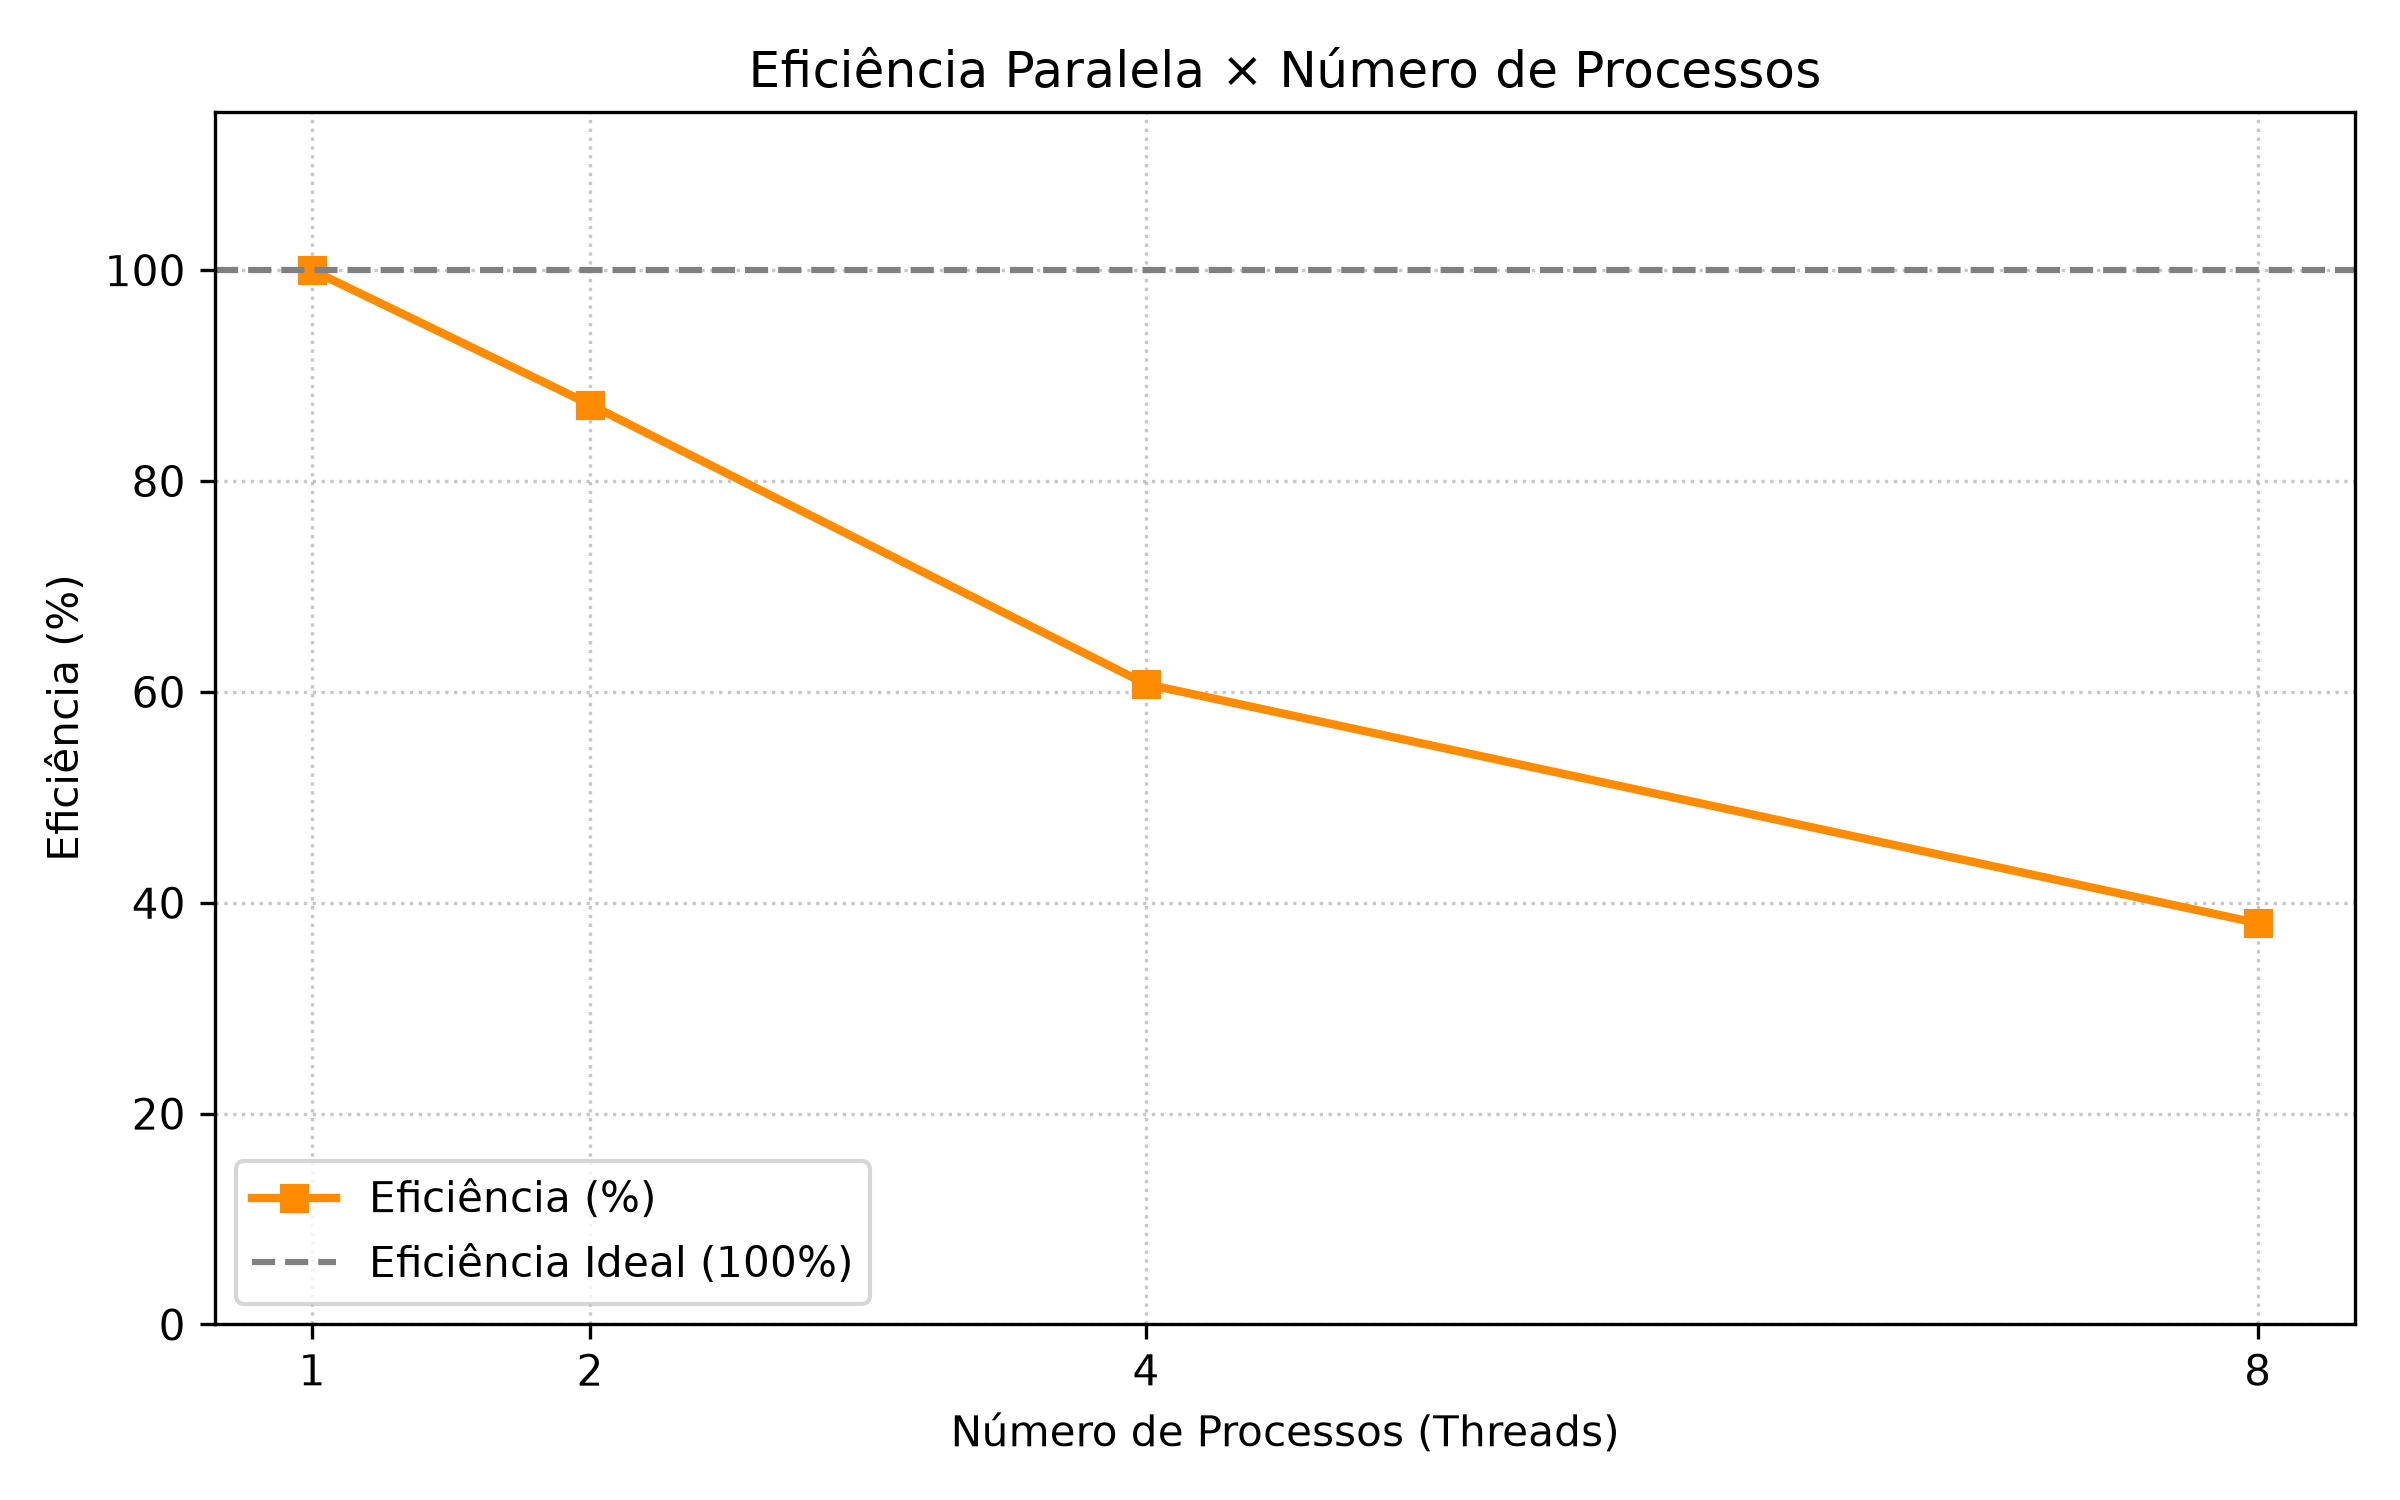 Eficiência Paralela × Número de Processos
Eficiência (%)
100
80
60
40
20
0
Eficiência (%)
Eficiência Ideal (100%)
1 2 4 8
Número de Processos (Threads)